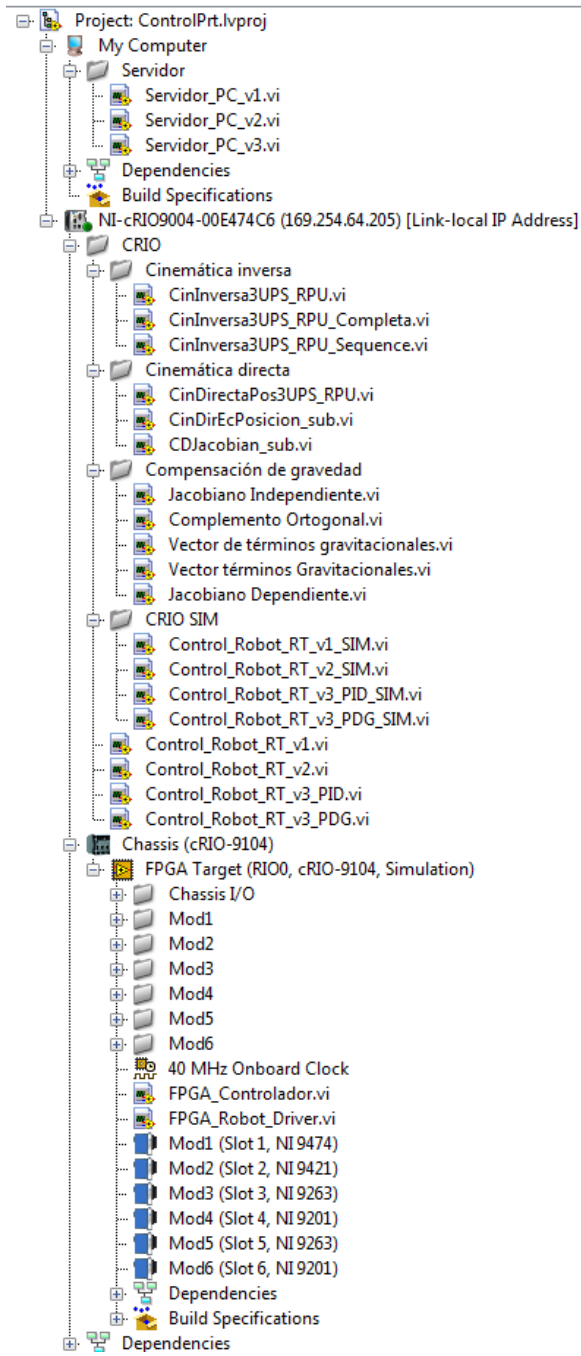 Project: ControlPrt.lvproj
My Computer
Servidor
Servidor_PC_v1.vi
Servidor_PC_v2.vi
Servidor_PC_v3.vi
Dependencies
Build Specifications
NI-cRIO9004-00E474C6 (169.254.64.205) [Link-local IP Address]
CRIO
Cinemática inversa
CinInversa3UPS_RPU.vi
CinInversa3UPS_RPU_Completa.vi
CinInversa3UPS_RPU_Sequence.vi
Cinemática directa
CinDirectaPos3UPS_RPU.vi
CinDirEcPosicion_sub.vi
CDJacobian_sub.vi
Compensación de gravedad
Jacobiano Independiente.vi
Complemento Ortogonal.vi
Vector de términos gravitacionales.vi
Vector términos Gravitacionales.vi
Jacobiano Dependiente.vi
CRIO SIM
Control_Robot_RT_v1_SIM.vi
Control_Robot_RT_v2_SIM.vi
Control_Robot_RT_v3_PID_SIM.vi
Control_Robot_RT_v3_PDG_SIM.vi
Control_Robot_RT_v1.vi
Control_Robot_RT_v2.vi
Control_Robot_RT_v3_PID.vi
Control_Robot_RT_v3_PDG.vi
Chassis (cRIO-9104)
FPGA Target (RIO0, cRIO-9104, Simulation)
Chassis I/O
Mod1
Mod2
Mod3
Mod4
Mod5
Mod6
40 MHz Onboard Clock
FPGA_Controlador.vi
FPGA_Robot_Driver.vi
Mod1 (Slot 1, NI 9474)
Mod2 (Slot 2, NI 9421)
Mod3 (Slot 3, NI 9263)
Mod4 (Slot 4, NI 9201)
Mod5 (Slot 5, NI 9263)
Mod6 (Slot 6, NI 9201)
Dependencies
Build Specifications
Dependencies